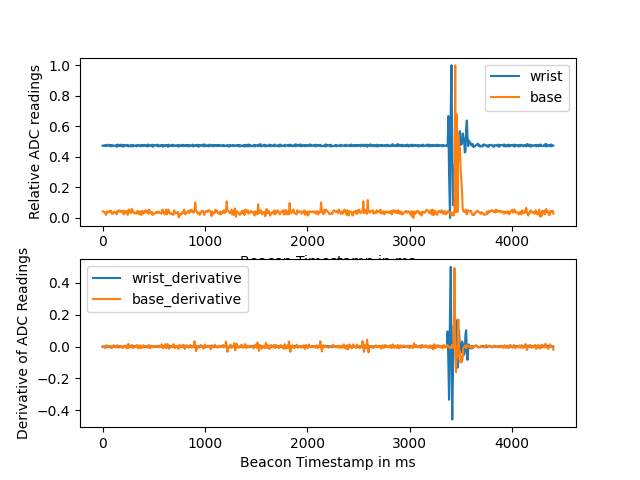 Relative ADC readings
1.0
0.8
0.6
0.4
0.2
0.0
wrist
base
0
1000
2000
3000
4000
Beacon Timestamp in ms
Derivative of ADC Readings
0.4
0.2
0.0
−0.2
−0.4
wrist_derivative
base_derivative
0
1000
2000
3000
4000
Beacon Timestamp in ms